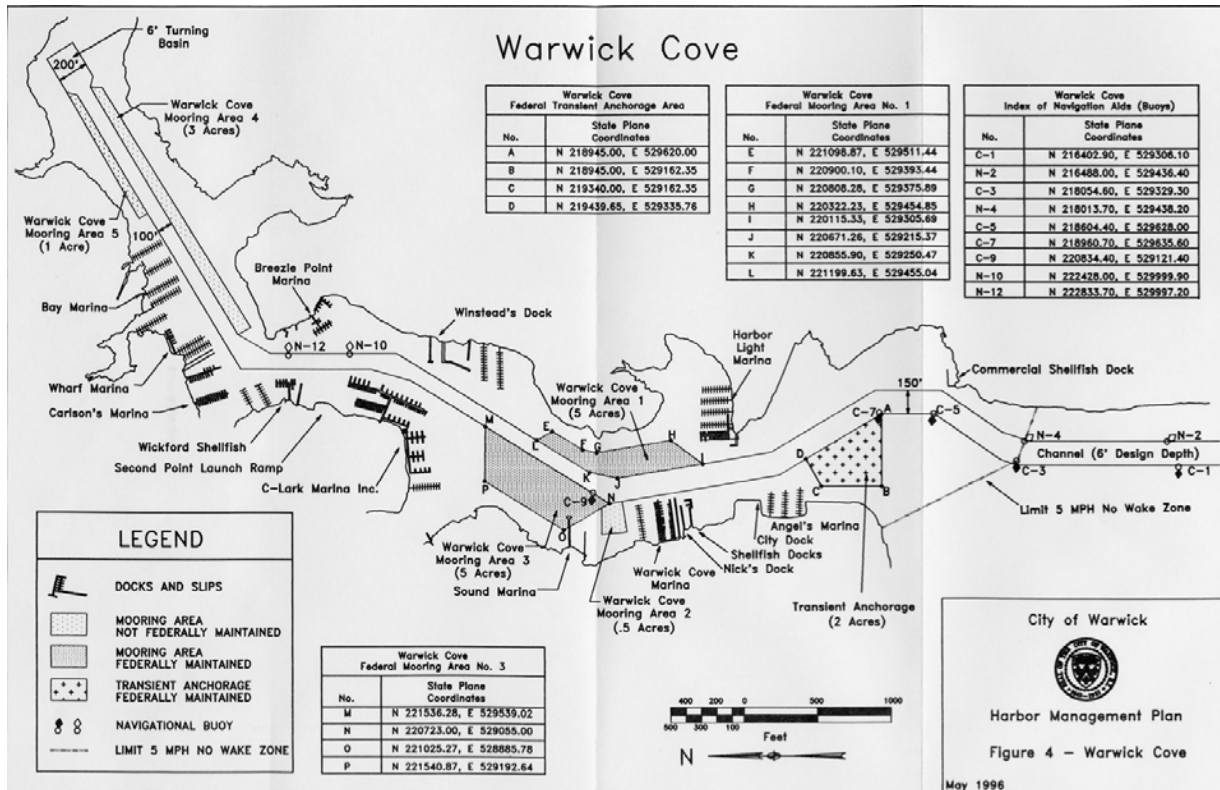 Warwick Cove
6' Turning
Basin
200'
Warwick Cove
Mooring Area 4
(3 Acres)
Warwick Cove
Federal Transient Anchorage Area
No. State Plane Coordinates
A N 218945.00, E 529620.00
B N 218945.00, E 529162.35
C N 219340.00, E 529162.35
D N 219439.65, E 529335.76
Warwick Cove
Federal Mooring Area No. 1
No. State Plane Coordinates
E N 221098.87, E 529511.44
F N 220900.10, E 529393.44
G N 220808.28, E 529375.89
H N 220322.23, E 529454.85
I N 220115.33, E 529305.69
J N 220671.26, E 529215.37
K N 220855.90, E 529250.47
L N 221199.63, E 529455.04
Warwick Cove
Index of Navigation Aids (Buoys)
No. State Plane Coordinates
C-1 N 216402.90, E 529306.10
N-2 N 216488.00, E 529436.40
C-3 N 218054.60, E 529329.30
N-4 N 218013.70, E 529438.20
C-5 N 218604.40, E 529628.00
C-7 N 218960.70, E 529635.60
C-9 N 220834.40, E 529121.40
N-10 N 222428.00, E 529999.90
N-12 N 222833.70, E 529997.20
Warwick Cove
Mooring Area 5
(1 Acre)
100'
Bay Marina
Breezie Point
Marina
N-12
N-10
Winstead's Dock
Harbor
Light
Marina
Warwick Cove
Mooring Area 1
(5 Acres)
Commercial Shellfish Dock
150'
Wharf Marina
Carlson's Marina
Wickford Shellfish
Second Point Launch Ramp
C-Lark Marina Inc.
M
E
L
F
G
H
I
K
J
P
C-9
N
O
C-7
A
C-5
D
C
B
N-4
N-2
Channel (6' Design Depth)
C-3
C-1
Limit 5 MPH No Wake Zone
Angel's Marina
City Dock
Shellfish Docks
Nick's Dock
Warwick Cove
Marina
Warwick Cove
Mooring Area 3
(5 Acres)
Sound Marina
Warwick Cove
Mooring Area 2
(.5 Acres)
Transient Anchorage
(2 Acres)
LEGEND
DOCKS AND SLIPS
MOORING AREA
NOT FEDERALLY MAINTAINED
MOORING AREA
FEDERALLY MAINTAINED
TRANSIENT ANCHORAGE
FEDERALLY MAINTAINED
NAVIGATIONAL BUOY
LIMIT 5 MPH NO WAKE ZONE
Warwick Cove
Federal Mooring Area No. 3
No. State Plane Coordinates
M N 221536.28, E 529539.02
N N 220723.00, E 529055.00
O N 221025.27, E 528885.78
P N 221540.87, E 529192.64
400 200 0 500 1000
500 300 100
Feet
N
City of Warwick
Harbor Management Plan
Figure 4 - Warwick Cove
May 1996